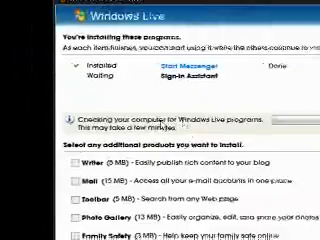 Windows Live
You're installing these programs.
As each item finishes, you can start using it while the others continue to
Installed Start Messenger Done
Waiting Sign-in Assistant
Checking your computer for Windows Live programs.
This may take a few minutes.
Select any additional products you want to install.
Writer (5 MB) - Easily publish rich content to your blog
Mail (15 MB) - Access all your e-mail accounts in one place
Toolbar (5 MB) - Search from any Web page
Photo Gallery (13 MB) - Easily organize, edit, and share your photos
Family Safety (3 MB) - Help keep your family safe online